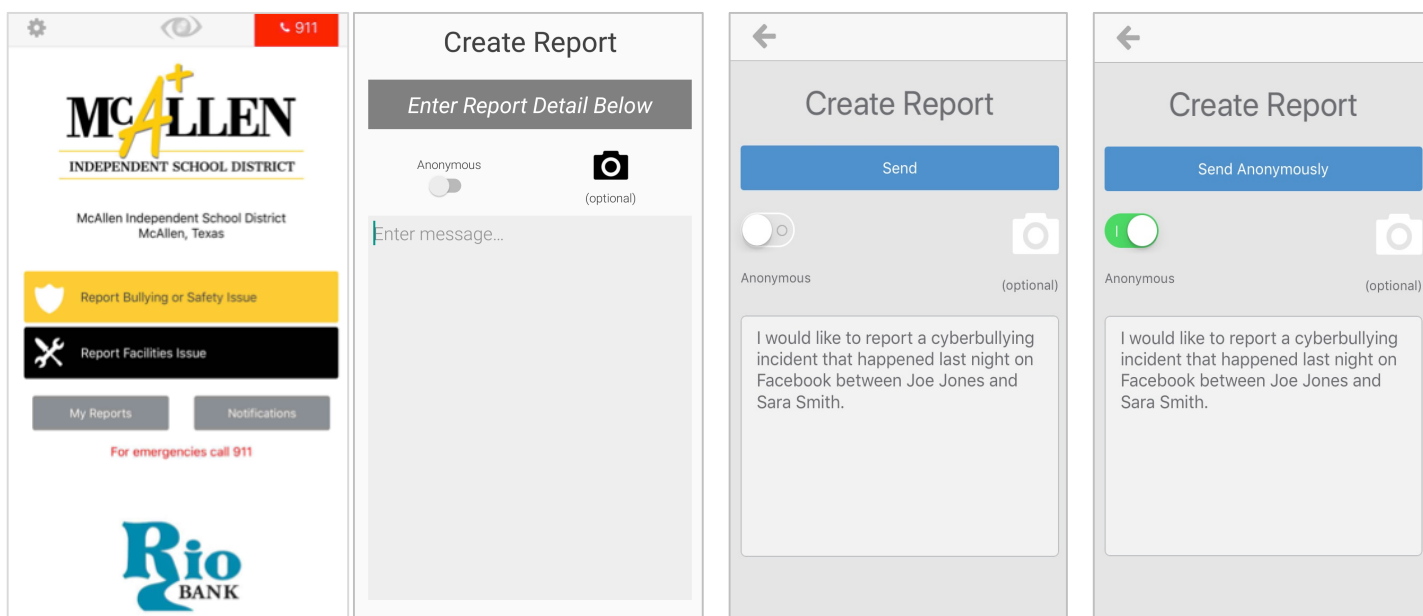 911
McALLEN
INDEPENDENT SCHOOL DISTRICT
McAllen Independent School District
McAllen, Texas
Report Bullying or Safety Issue
Report Facilities Issue
My Reports
Notifications
For emergencies call 911
Rio
BANK
Create Report
Enter Report Detail Below
Anonymous
(optional)
Enter message...
Create Report
Send
Anonymous
(optional)
I would like to report a cyberbullying
incident that happened last night on
Facebook between Joe Jones and
Sara Smith.
Create Report
Send Anonymously
Anonymous
(optional)
I would like to report a cyberbullying
incident that happened last night on
Facebook between Joe Jones and
Sara Smith.